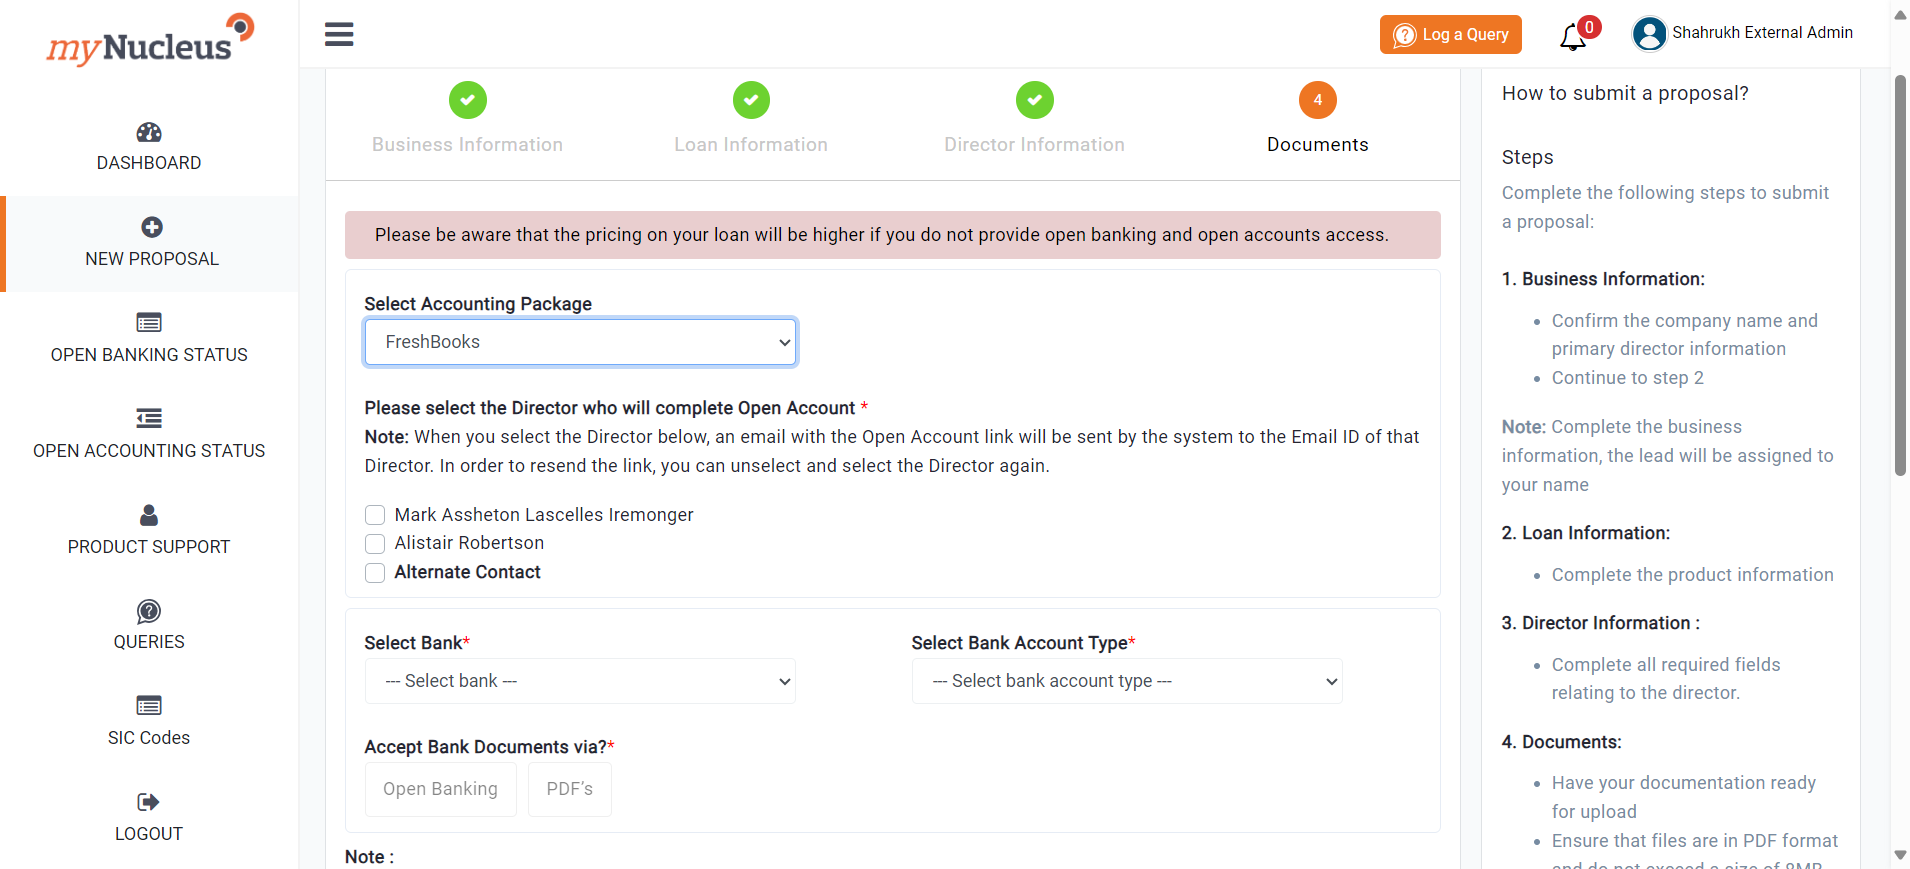 myNucleus
DASHBOARD
NEW PROPOSAL
OPEN BANKING STATUS
OPEN ACCOUNTING STATUS
PRODUCT SUPPORT
QUERIES
SIC Codes
LOGOUT
Log a Query
0
Shahrukh External Admin
4
Business Information
Loan Information
Director Information
Documents
Please be aware that the pricing on your loan will be higher if you do not provide open banking and open accounts access.
Select Accounting Package
FreshBooks
Please select the Director who will complete Open Account *
Note: When you select the Director below, an email with the Open Account link will be sent by the system to the Email ID of that
Director. In order to resend the link, you can unselect and select the Director again.
Mark Assheton Lascelles Iremonger
Alistair Robertson
Alternate Contact
Select Bank*
--- Select bank ---
Select Bank Account Type*
--- Select bank account type ---
Accept Bank Documents via?*
Open Banking
PDF’s
Note :
How to submit a proposal?
Steps
Complete the following steps to submit
a proposal:
1. Business Information:
• Confirm the company name and
primary director information
• Continue to step 2
Note: Complete the business
information, the lead will be assigned to
your name
2. Loan Information:
• Complete the product information
3. Director Information :
• Complete all required fields
relating to the director.
4. Documents:
• Have your documentation ready
for upload
• Ensure that files are in PDF format
and do not exceed a size of 8MB